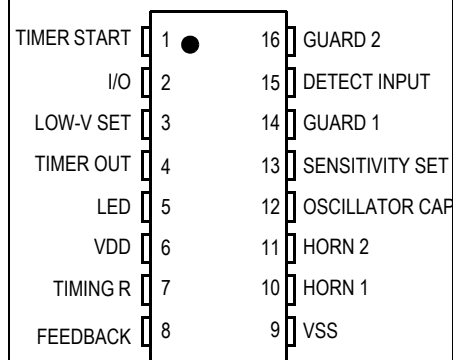 TIMER START 1 16 GUARD 2
I/O 2 15 DETECT INPUT
LOW-V SET 3 14 GUARD 1
TIMER OUT 4 13 SENSITIVITY SET
LED 5 12 OSCILLATOR CAP
VDD 6 11 HORN 2
TIMING R 7 10 HORN 1
FEEDBACK 8 9 VSS